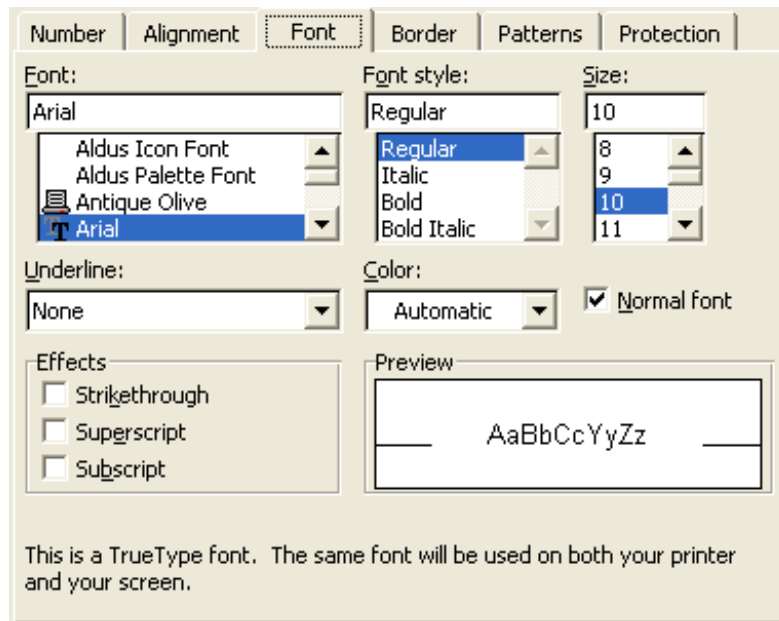 Number Alignment Font Border Patterns Protection
Font: Font style: Size:
Arial Regular 10
Aldus Icon Font Regular 8
Aldus Palette Font Italic 9
Antique Olive Bold 10
Arial Bold Italic 11
Underline: Color:
None Automatic Normal font
Effects Preview
Strikethrough
Superscript AaBbCcYyZz
Subscript
This is a TrueType font. The same font will be used on both your printer
and your screen.